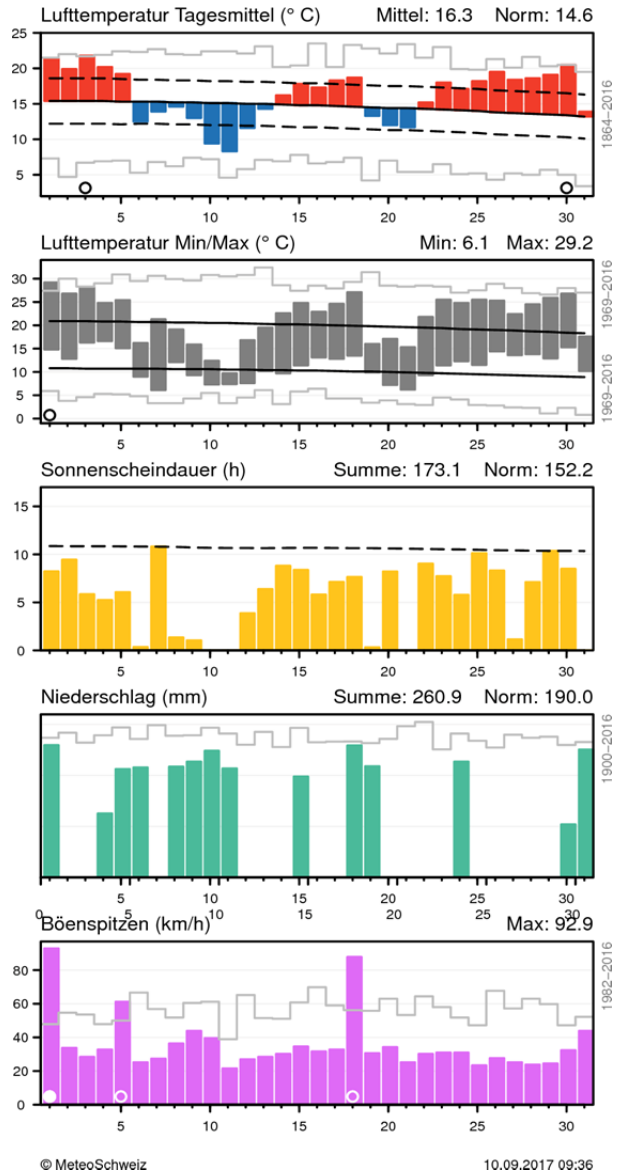 Lufttemperatur Tagesmittel (° C) Mittel: 16.3 Norm: 14.6
25
20
15
10
5
5 10 15 20 25 30
1864–2016
Lufttemperatur Min/Max (° C) Min: 6.1 Max: 29.2
30
25
20
15
10
5
0
5 10 15 20 25 30
1969–2016
1969–2016
Sonnenscheindauer (h) Summe: 173.1 Norm: 152.2
15
10
5
0
5 10 15 20 25 30
Niederschlag (mm) Summe: 260.9 Norm: 190.0
1900–2016
0 5 10 15 20 25 30
Böenspitzen (km/h) Max: 92.9
80
60
40
20
0
5 10 15 20 25 30
1982–2016
© MeteoSchweiz 10.09.2017 09:36